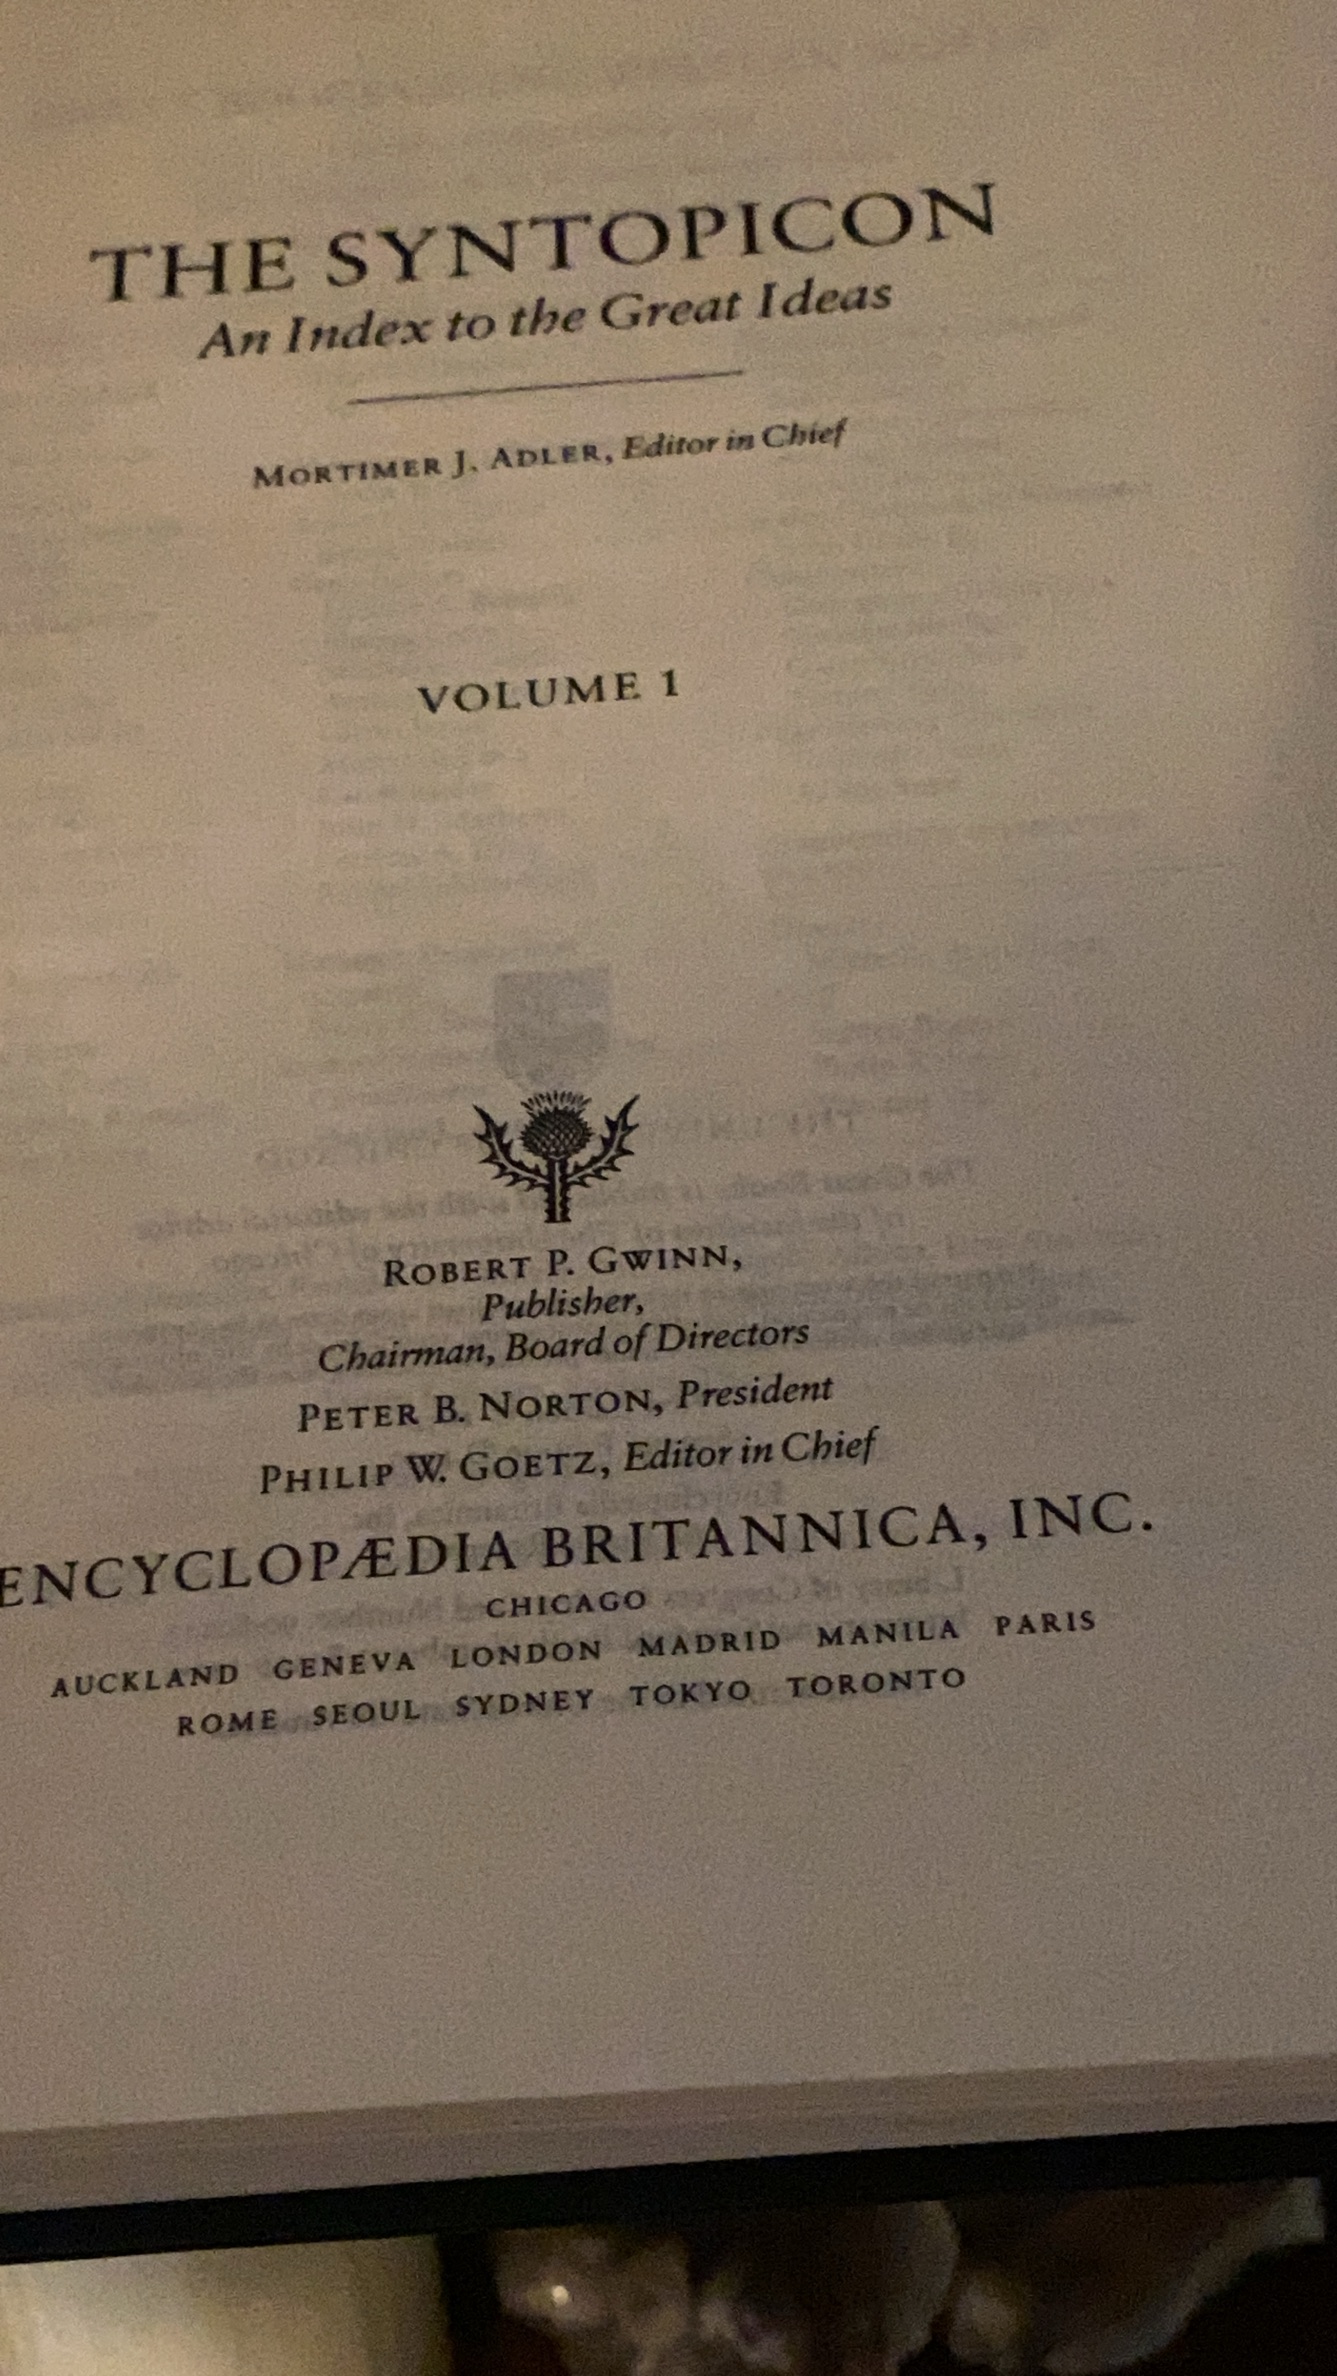 THE SYNTOPICON
An Index to the Great Ideas
MORTIMER J. ADLER, Editor in Chief
VOLUME 1
ROBERT P. GWINN,
Publisher,
Chairman, Board of Directors
PETER B. NORTON, President
PHILIP W. GOETZ, Editor in Chief
ENCYCLOPÆDIA BRITANNICA, INC.
CHICAGO
AUCKLAND GENEVA LONDON MADRID MANILA PARIS
ROME SEOUL SYDNEY TOKYO TORONTO